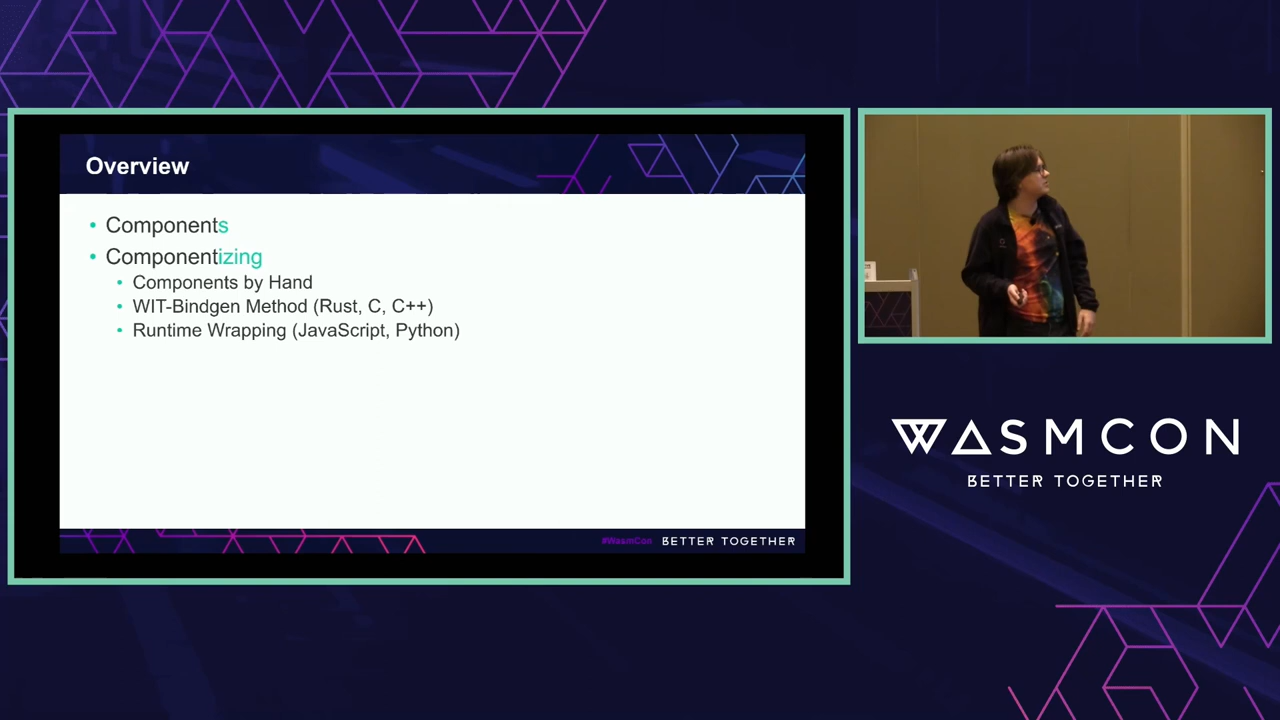 Overview
• Components
• Componentizing
• Components by Hand
• WIT-Bindgen Method (Rust, C, C++)
• Runtime Wrapping (JavaScript, Python)
#WasmCon BETTER TOGETHER
WASMCON
BETTER TOGETHER